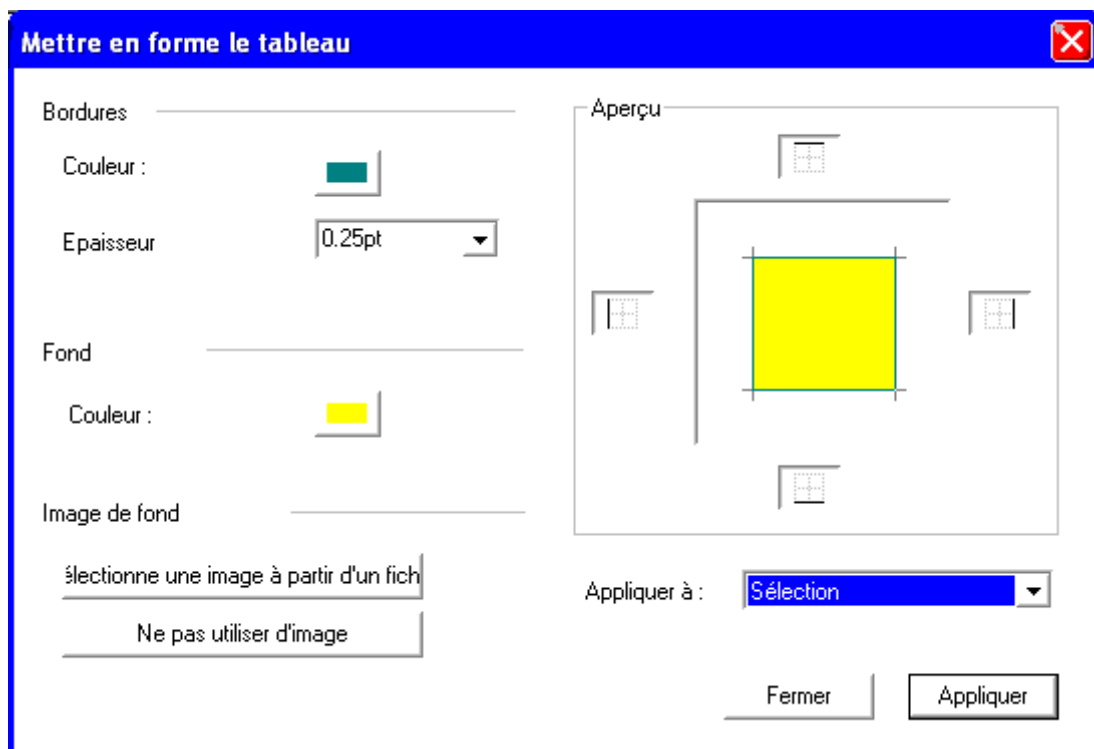 Mettre en forme le tableau
Bordures
Couleur :
Epaisseur
0.25pt
Fond
Couleur :
Image de fond
électionne une image à partir d'un fich
Ne pas utiliser d'image
Aperçu
Appliquer à :
Sélection
Fermer
Appliquer